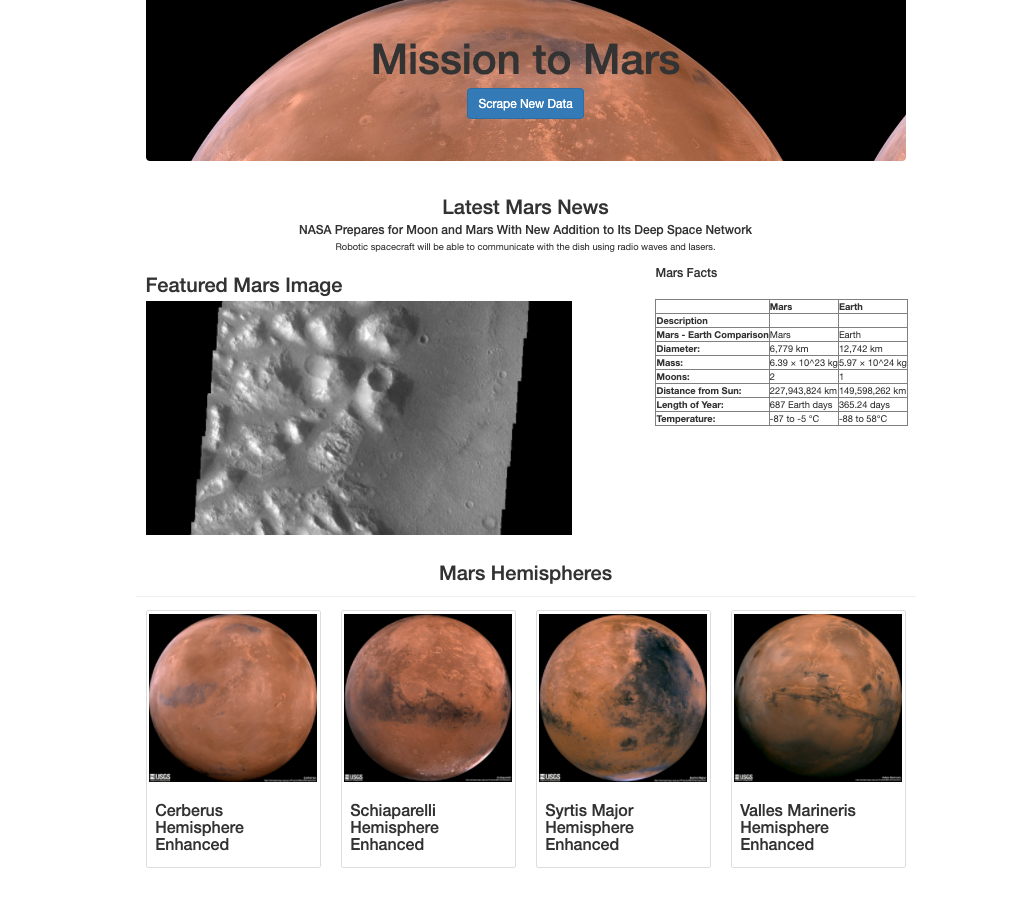 Mission to Mars
Scrape New Data
Latest Mars News
NASA Prepares for Moon and Mars With New Addition to Its Deep Space Network
Robotic spacecraft will be able to communicate with the dish using radio waves and lasers.
Featured Mars Image
Mars Facts
Mars Earth
Description
Mars - Earth Comparison Mars Earth
Diameter: 6,779 km 12,742 km
Mass: 6.39 × 10^23 kg 5.97 × 10^24 kg
Moons: 2 1
Distance from Sun: 227,943,824 km 149,598,262 km
Length of Year: 687 Earth days 365.24 days
Temperature: -87 to -5 °C -88 to 58°C
Mars Hemispheres
USGS
USGS
USGS
USGS
Cerberus
Hemisphere
Enhanced
Schiaparelli
Hemisphere
Enhanced
Syrtis Major
Hemisphere
Enhanced
Valles Marineris
Hemisphere
Enhanced